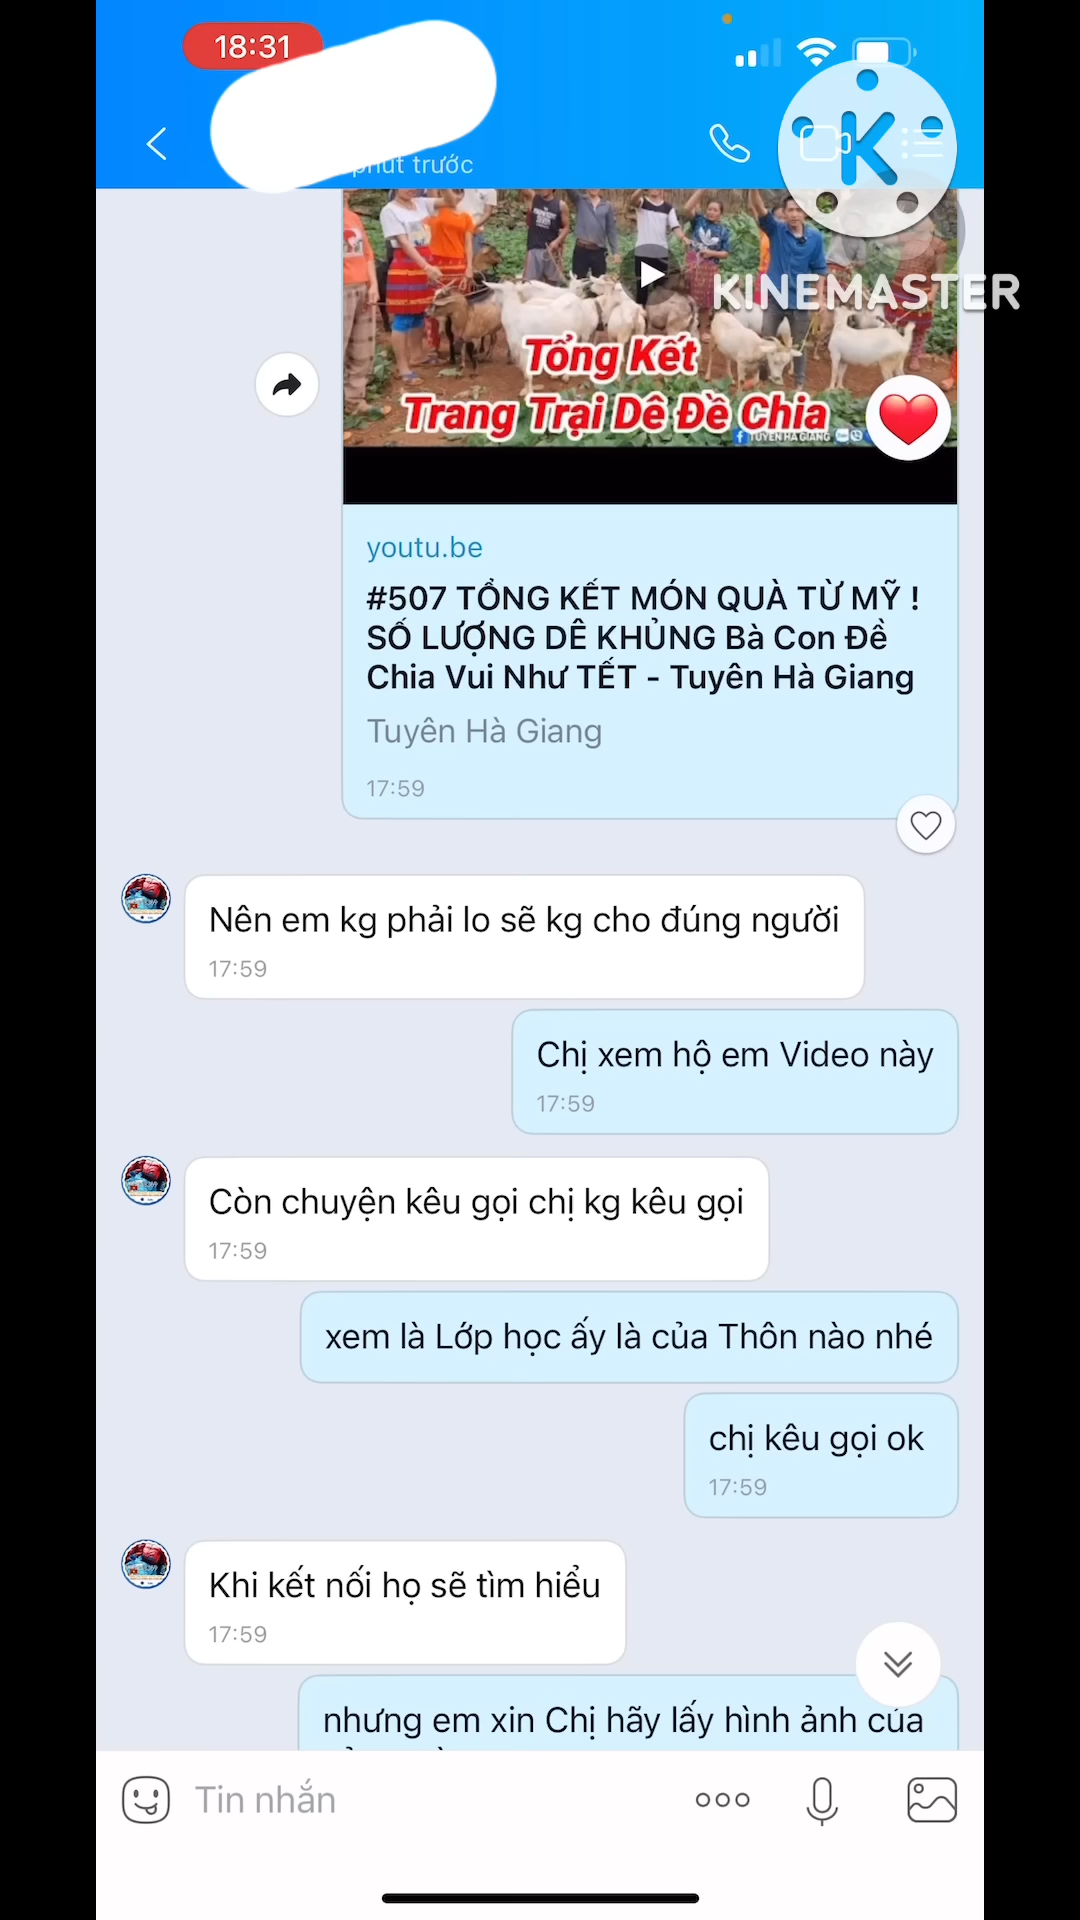 18:31
phút trước
K
KINEMASTER
Tổng Kết
Trang Trại Dê Đề Chia
TUYÊN HÀ GIANG
youtu.be
#507 TỔNG KẾT MÓN QUÀ TỪ MỸ !
SỐ LƯỢNG DÊ KHỦNG Bà Con Đề
Chia Vui Như TẾT - Tuyên Hà Giang
Tuyên Hà Giang
17:59
Nên em kg phải lo sẽ kg cho đúng người
17:59
Chị xem hộ em Video này
17:59
Còn chuyện kêu gọi chị kg kêu gọi
17:59
xem là Lớp học ấy là của Thôn nào nhé
chị kêu gọi ok
17:59
Khi kết nối họ sẽ tìm hiểu
17:59
nhưng em xin Chị hãy lấy hình ảnh của
Tin nhắn